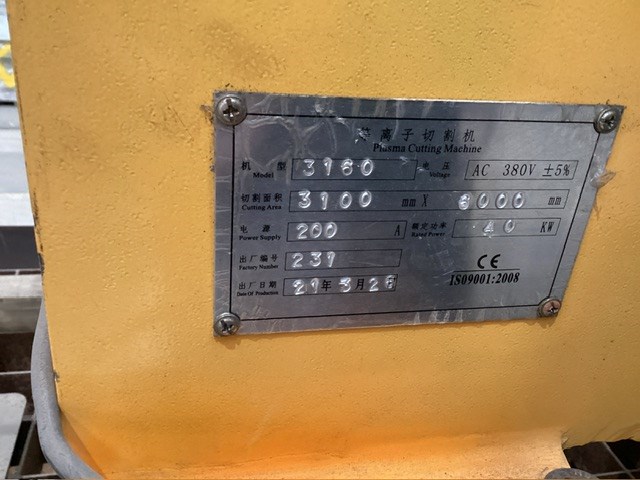 等离子切割机
Plasma Cutting Machine
机 型 Model 3160 电 压 Voltage AC 380V ±5%
切割面积 Cutting Area 3100 mm X 6000 mm
电 源 Power Supply 200 A 额定功率 Rated Power 40 KW
出厂编号 Factory Number 231
出厂日期 Date Of Production 21年3月26
CE
IS09001:2008